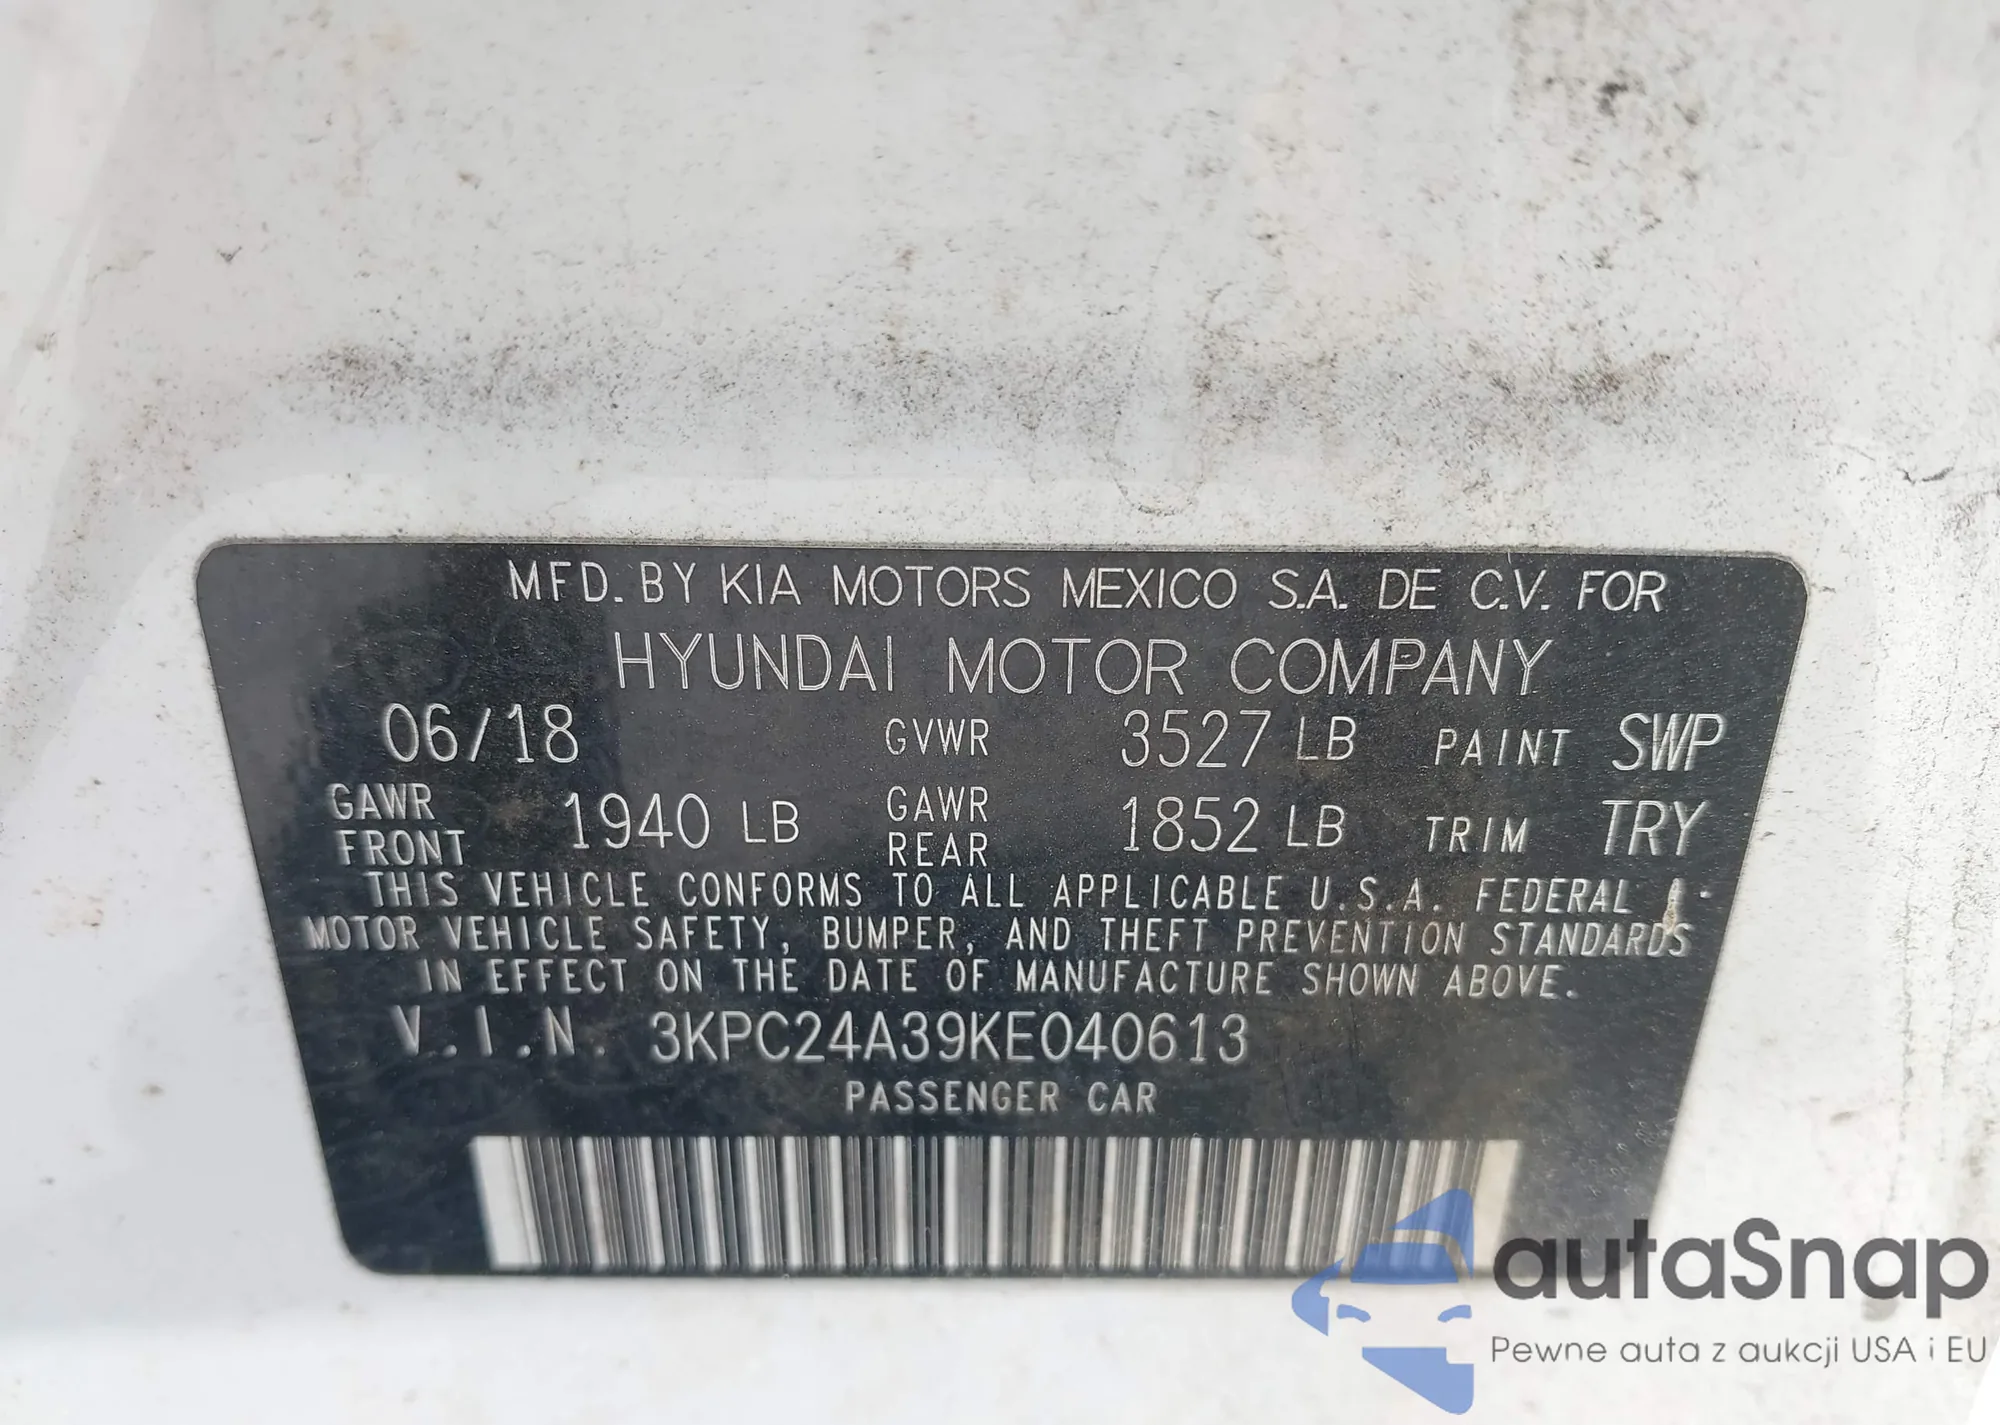 MFD. BY KIA MOTORS MEXICO S.A. DE C.V. FOR
HYUNDAI MOTOR COMPANY
06/18 GVWR 3527 LB PAINT SWP
GAWR FRONT 1940 LB GAWR REAR 1852 LB TRIM TRY
THIS VEHICLE CONFORMS TO ALL APPLICABLE U.S.A. FEDERAL
MOTOR VEHICLE SAFETY, BUMPER, AND THEFT PREVENTION STANDARDS
IN EFFECT ON THE DATE OF MANUFACTURE SHOWN ABOVE.
V.I.N. 3KPC24A39KE040613
PASSENGER CAR
autaSnap
Pewne auta z aukcji USA i EU